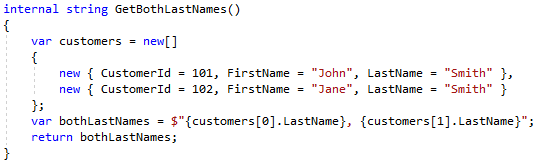 internal string GetBothLastNames()
{
    var customers = new[]
    {
        new { CustomerId = 101, FirstName = "John", LastName = "Smith" },
        new { CustomerId = 102, FirstName = "Jane", LastName = "Smith" }
    };
    var bothLastNames = $"{customers[0].LastName}, {customers[1].LastName}";
    return bothLastNames;
}